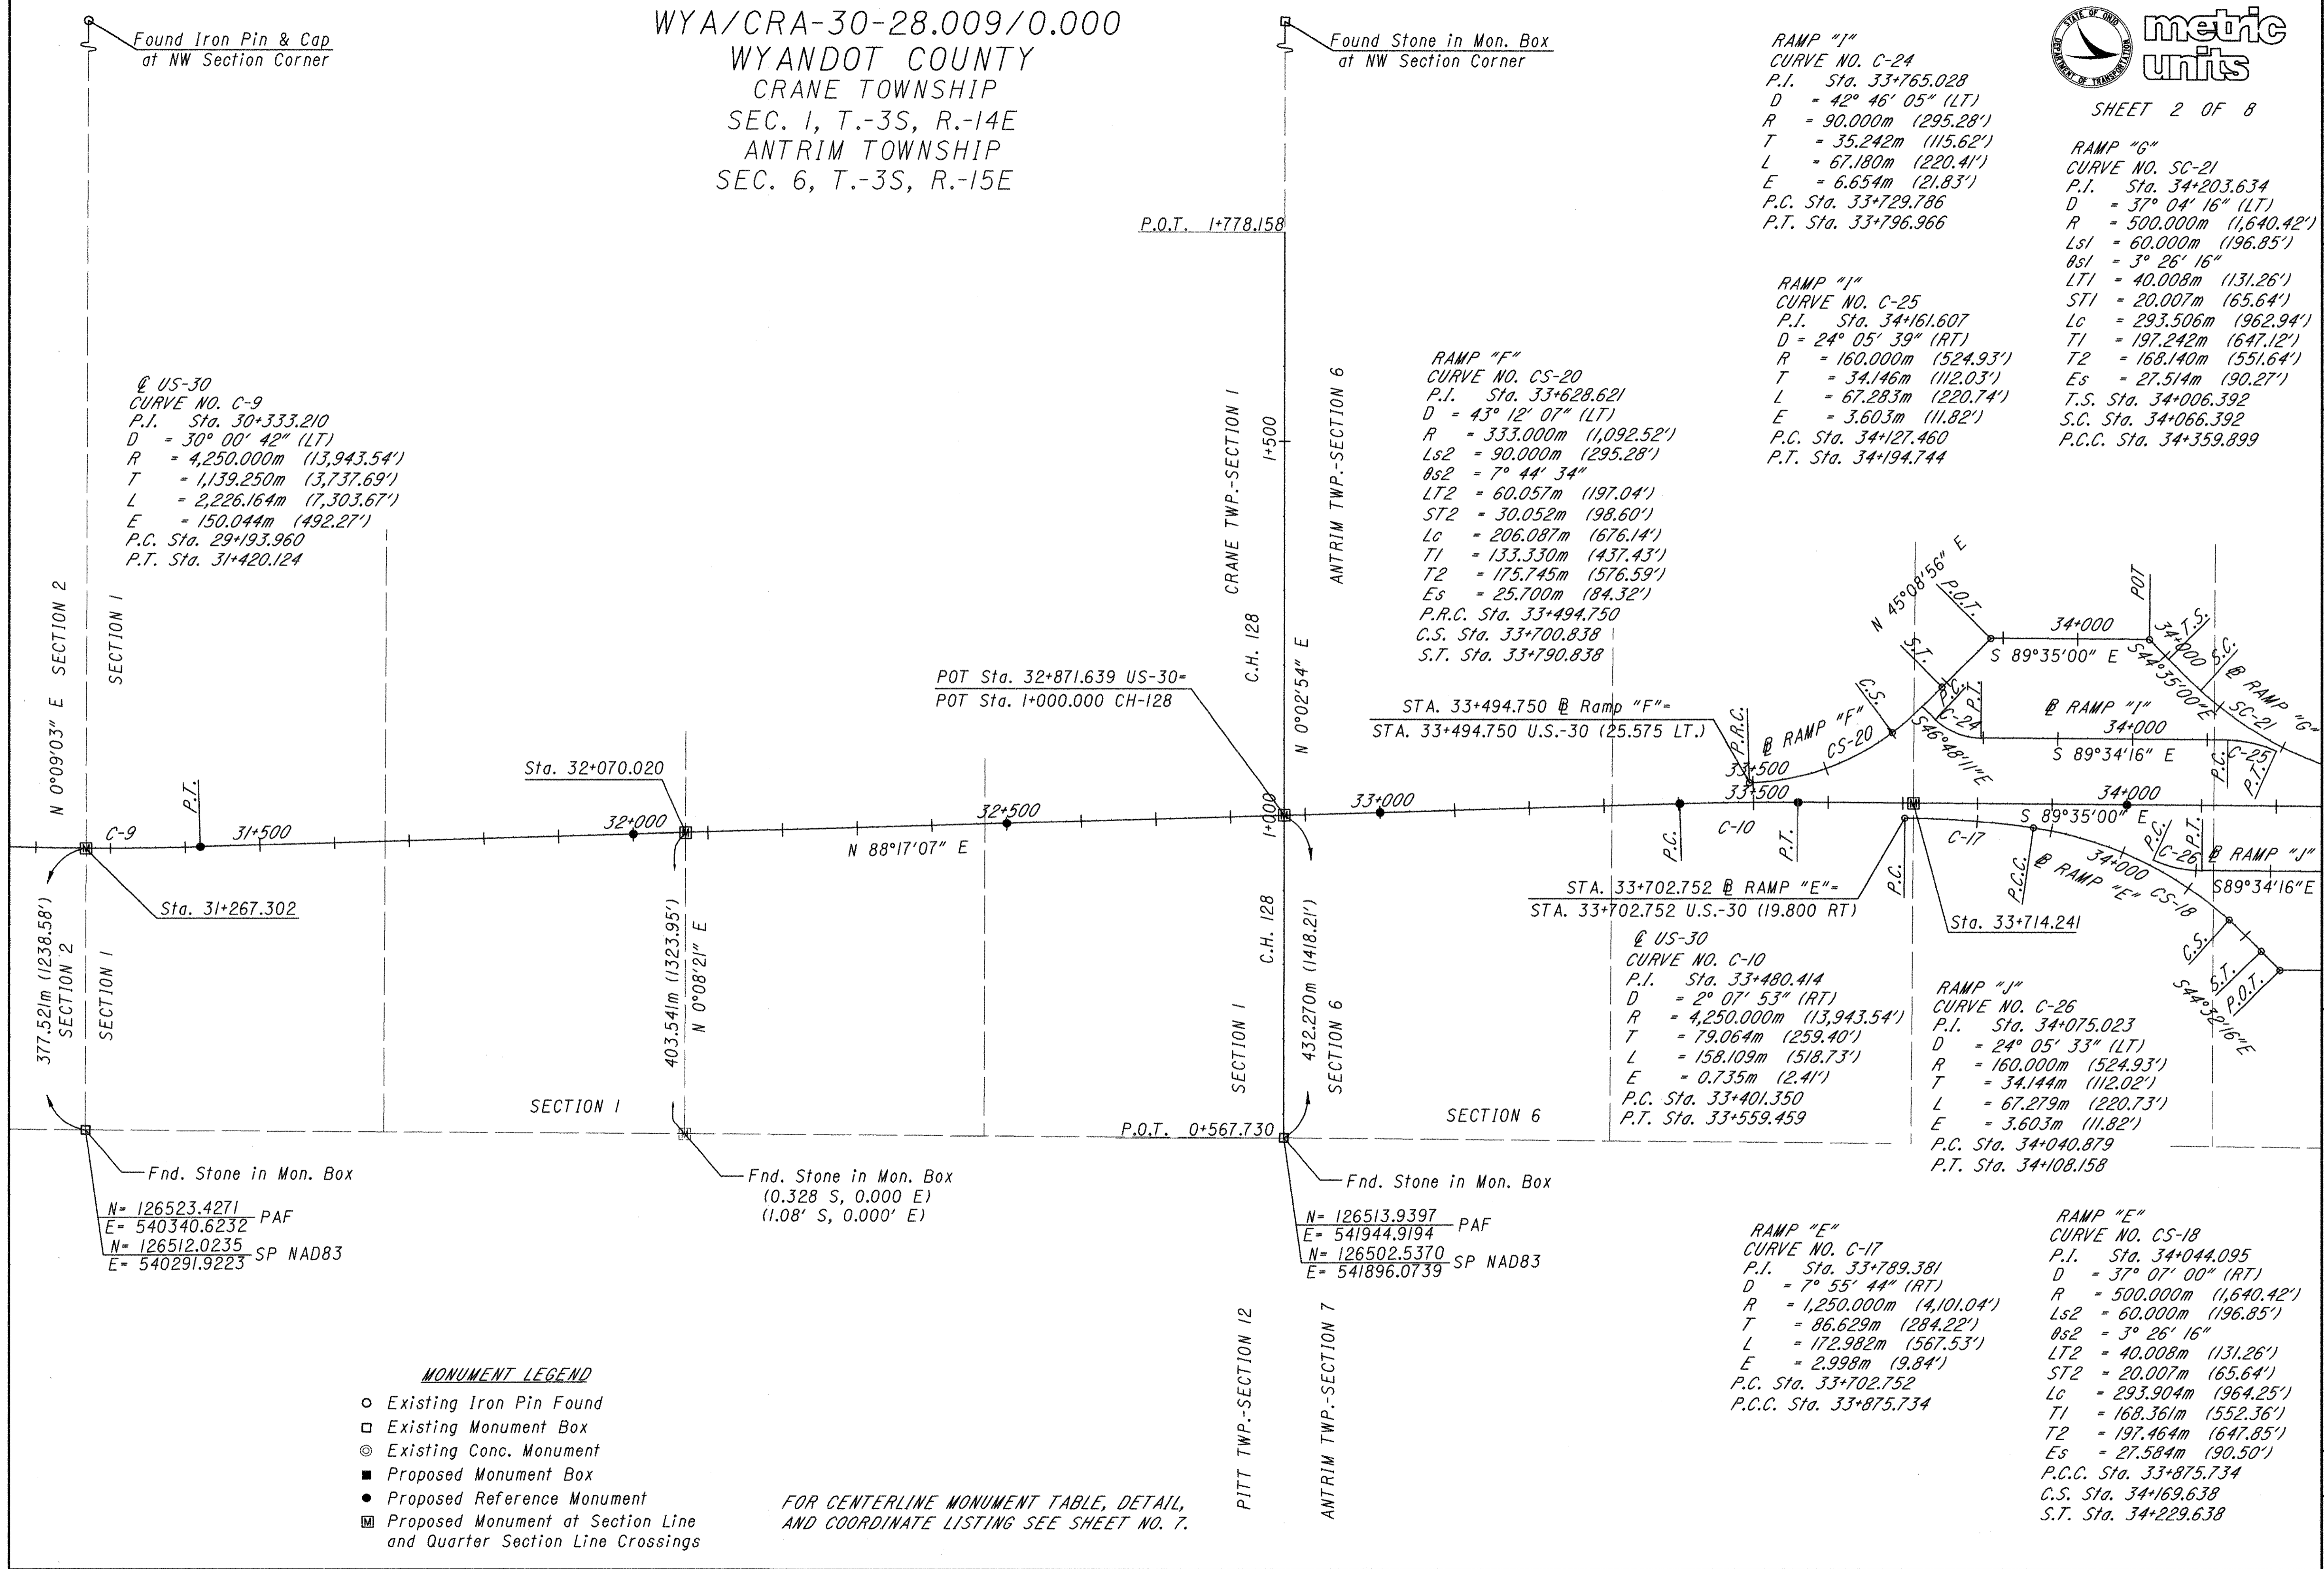 WYA/CRA-30-28.009/0.000
WYANDOT COUNTY
CRANE TOWNSHIP
SEC. 1, T.-3S, R.-14E
ANTRIM TOWNSHIP
SEC. 6, T.-3S, R.-15E
Found Iron Pin & Cap
at NW Section Corner
Found Stone in Mon. Box
at NW Section Corner
STATE OF OHIO
DEPARTMENT OF TRANSPORTATION
metric
units
SHEET 2 OF 8
RAMP "I"
CURVE NO. C-24
P.I. Sta. 33+765.028
D = 42° 46' 05" (LT)
R = 90.000m (295.28')
T = 35.242m (115.62')
L = 67.180m (220.41')
E = 6.654m (21.83')
P.C. Sta. 33+729.786
P.T. Sta. 33+796.966
RAMP "G"
CURVE NO. SC-21
P.I. Sta. 34+203.634
D = 37° 04' 16" (LT)
R = 500.000m (1,640.42')
Ls1 = 60.000m (196.85')
θs1 = 3° 26' 16"
LT1 = 40.008m (131.26')
ST1 = 20.007m (65.64')
Lc = 293.506m (962.94')
T1 = 197.242m (647.12')
T2 = 168.140m (551.64')
Es = 27.514m (90.27')
T.S. Sta. 34+006.392
S.C. Sta. 34+066.392
P.C.C. Sta. 34+359.899
RAMP "I"
CURVE NO. C-25
P.I. Sta. 34+161.607
D = 24° 05' 39" (RT)
R = 160.000m (524.93')
T = 34.146m (112.03')
L = 67.283m (220.74')
E = 3.603m (11.82')
P.C. Sta. 34+127.460
P.T. Sta. 34+194.744
P.O.T. 1+778.158
℄ US-30
CURVE NO. C-9
P.I. Sta. 30+333.210
D = 30° 00' 42" (LT)
R = 4,250.000m (13,943.54')
T = 1,139.250m (3,737.69')
L = 2,226.164m (7,303.67')
E = 150.044m (492.27')
P.C. Sta. 29+193.960
P.T. Sta. 31+420.124
RAMP "F"
CURVE NO. CS-20
P.I. Sta. 33+628.621
D = 43° 12' 07" (LT)
R = 333.000m (1,092.52')
Ls2 = 90.000m (295.28')
θs2 = 7° 44' 34"
LT2 = 60.057m (197.04')
ST2 = 30.052m (98.60')
Lc = 206.087m (676.14')
T1 = 133.330m (437.43')
T2 = 175.745m (576.59')
Es = 25.700m (84.32')
P.R.C. Sta. 33+494.750
C.S. Sta. 33+700.838
S.T. Sta. 33+790.838
N 0°09'03" E SECTION 2
SECTION 1
CRANE TWP.-SECTION 1
1+500
ANTRIM TWP.-SECTION 6
C.H. 128
N 0°02'54" E
POT Sta. 32+871.639 US-30=
POT Sta. 1+000.000 CH-128
STA. 33+494.750 B Ramp "F"=
STA. 33+494.750 U.S.-30 (25.575 LT.)
P.R.C.
B RAMP "F"
CS-20
C.S.
S.T.
N 45°08'56" E
P.O.T.
34+000
S 89°35'00" E
POT
34+000
T.S.
S.C.
S44°35'00"E
B RAMP "G"
SC-21
P.C.
C-24
P.T.
S46°48'11"E
B RAMP "I"
34+000
S 89°34'16" E
P.C.
C-25
P.T.
Sta. 32+070.020
P.T.
C-9
31+500
32+000
32+500
1+000
33+000
33+500
33+500
34+000
N 88°17'07" E
S 89°35'00" E
P.C.
C-10
P.T.
P.C.
C-17
P.C.C.
34+000
B RAMP "E"
CS-18
P.C.
C-26
P.T.
B RAMP "J"
S89°34'16"E
C.S.
S.T.
P.O.T.
S44°32'16"E
Sta. 31+267.302
STA. 33+702.752 B RAMP "E"=
STA. 33+702.752 U.S.-30 (19.800 RT)
Sta. 33+714.241
377.521m (1238.58')
SECTION 2
SECTION 1
403.541m (1323.95')
N 0°08'21" E
C.H. 128
SECTION 1
432.270m (1418.21')
SECTION 6
℄ US-30
CURVE NO. C-10
P.I. Sta. 33+480.414
D = 2° 07' 53" (RT)
R = 4,250.000m (13,943.54')
T = 79.064m (259.40')
L = 158.109m (518.73')
E = 0.735m (2.41')
P.C. Sta. 33+401.350
P.T. Sta. 33+559.459
RAMP "J"
CURVE NO. C-26
P.I. Sta. 34+075.023
D = 24° 05' 33" (LT)
R = 160.000m (524.93')
T = 34.144m (112.02')
L = 67.279m (220.73')
E = 3.603m (11.82')
P.C. Sta. 34+040.879
P.T. Sta. 34+108.158
SECTION 1
P.O.T. 0+567.730
SECTION 6
Fnd. Stone in Mon. Box
N= 126523.4271
E= 540340.6232 PAF
N= 126512.0235
E= 540291.9223 SP NAD83
Fnd. Stone in Mon. Box
(0.328 S, 0.000 E)
(1.08' S, 0.000' E)
Fnd. Stone in Mon. Box
N= 126513.9397
E= 541944.9194 PAF
N= 126502.5370
E= 541896.0739 SP NAD83
PITT TWP.-SECTION 12
ANTRIM TWP.-SECTION 7
RAMP "E"
CURVE NO. C-17
P.I. Sta. 33+789.381
D = 7° 55' 44" (RT)
R = 1,250.000m (4,101.04')
T = 86.629m (284.22')
L = 172.982m (567.53')
E = 2.998m (9.84')
P.C. Sta. 33+702.752
P.C.C. Sta. 33+875.734
RAMP "E"
CURVE NO. CS-18
P.I. Sta. 34+044.095
D = 37° 07' 00" (RT)
R = 500.000m (1,640.42')
Ls2 = 60.000m (196.85')
θs2 = 3° 26' 16"
LT2 = 40.008m (131.26')
ST2 = 20.007m (65.64')
Lc = 293.904m (964.25')
T1 = 168.361m (552.36')
T2 = 197.464m (647.85')
Es = 27.584m (90.50')
P.C.C. Sta. 33+875.734
C.S. Sta. 34+169.638
S.T. Sta. 34+229.638
MONUMENT LEGEND
Existing Iron Pin Found
Existing Monument Box
Existing Conc. Monument
Proposed Monument Box
Proposed Reference Monument
M Proposed Monument at Section Line
and Quarter Section Line Crossings
FOR CENTERLINE MONUMENT TABLE, DETAIL,
AND COORDINATE LISTING SEE SHEET NO. 7.